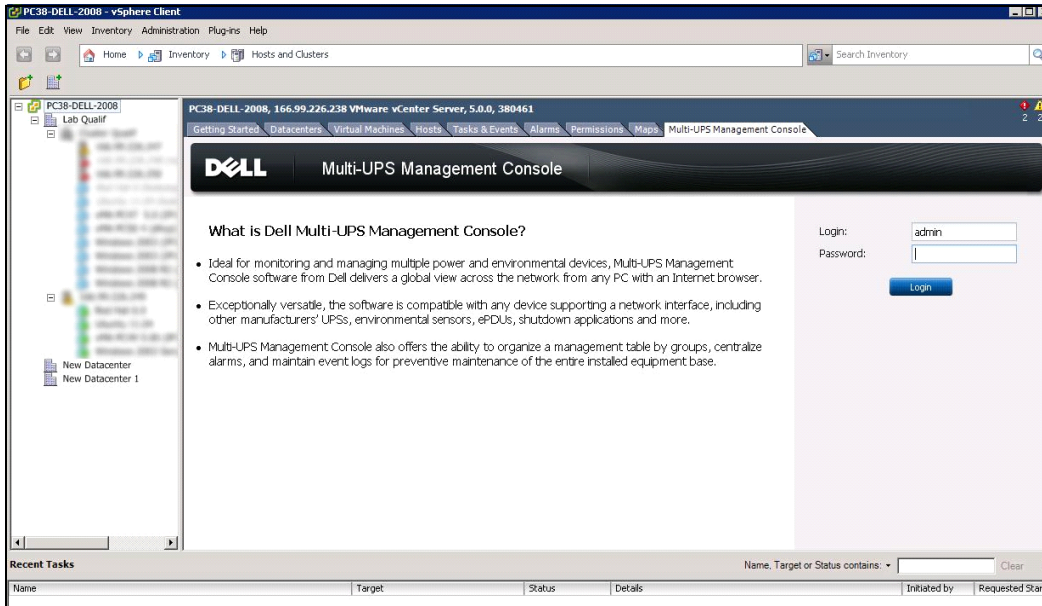 PC38-DELL-2008 - vSphere Client
File Edit View Inventory Administration Plug-ins Help
Home Inventory Hosts and Clusters
Search Inventory
PC38-DELL-2008
Lab Qualif
New Datacenter
New Datacenter 1
PC38-DELL-2008, 166.99.226.238 VMware vCenter Server, 5.0.0, 380461
2
Getting Started Datacenters Virtual Machines Hosts Tasks & Events Alarms Permissions Maps Multi-UPS Management Console
DELL Multi-UPS Management Console
What is Dell Multi-UPS Management Console?
• Ideal for monitoring and managing multiple power and environmental devices, Multi-UPS Management
Console software from Dell delivers a global view across the network from any PC with an Internet browser.
• Exceptionally versatile, the software is compatible with any device supporting a network interface, including
other manufacturers' UPSs, environmental sensors, ePDUs, shutdown applications and more.
• Multi-UPS Management Console also offers the ability to organize a management table by groups, centralize
alarms, and maintain event logs for preventive maintenance of the entire installed equipment base.
Login: admin
Password:
Login
Recent Tasks
Name, Target or Status contains:
Clear
Name Target Status Details Initiated by Requested Star